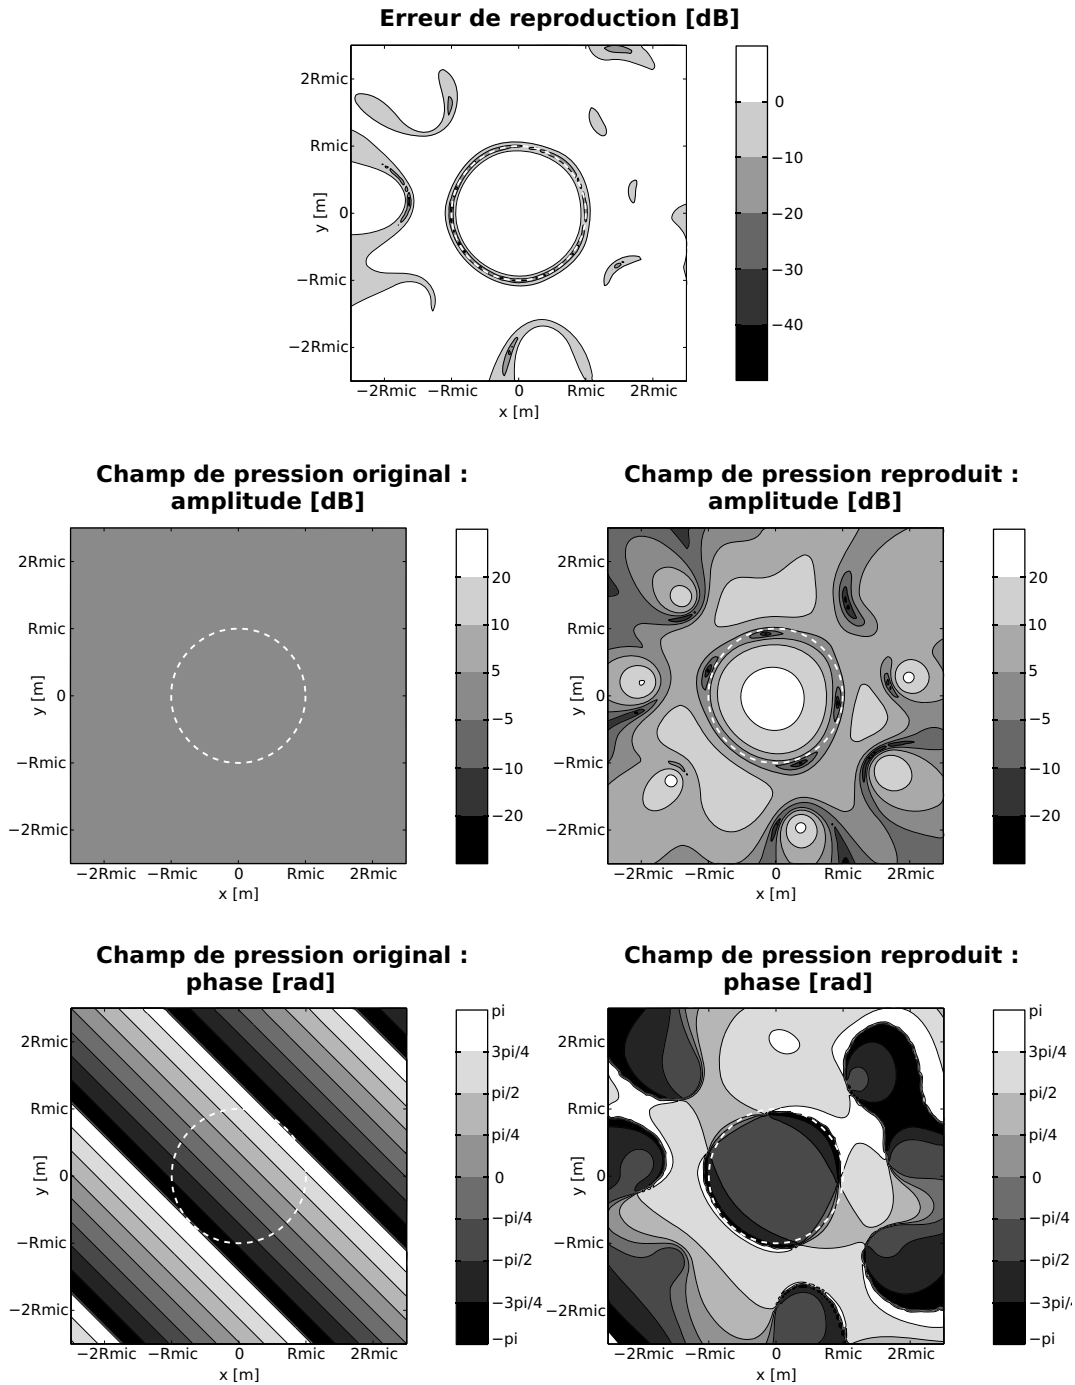 Erreur de reproduction [dB]
2Rmic
Rmic
0
−Rmic
−2Rmic
y [m]
−2Rmic −Rmic 0 Rmic 2Rmic
x [m]
0
−10
−20
−30
−40
Champ de pression original :
amplitude [dB]
2Rmic
Rmic
0
−Rmic
−2Rmic
y [m]
−2Rmic −Rmic 0 Rmic 2Rmic
x [m]
20
10
5
−5
−10
−20
Champ de pression reproduit :
amplitude [dB]
2Rmic
Rmic
0
−Rmic
−2Rmic
y [m]
−2Rmic −Rmic 0 Rmic 2Rmic
x [m]
20
10
5
−5
−10
−20
Champ de pression original :
phase [rad]
2Rmic
Rmic
0
−Rmic
−2Rmic
y [m]
−2Rmic −Rmic 0 Rmic 2Rmic
x [m]
pi
3pi/4
pi/2
pi/4
0
−pi/4
−pi/2
−3pi/4
−pi
Champ de pression reproduit :
phase [rad]
2Rmic
Rmic
0
−Rmic
−2Rmic
y [m]
−2Rmic −Rmic 0 Rmic 2Rmic
x [m]
pi
3pi/4
pi/2
pi/4
0
−pi/4
−pi/2
−3pi/4
−pi